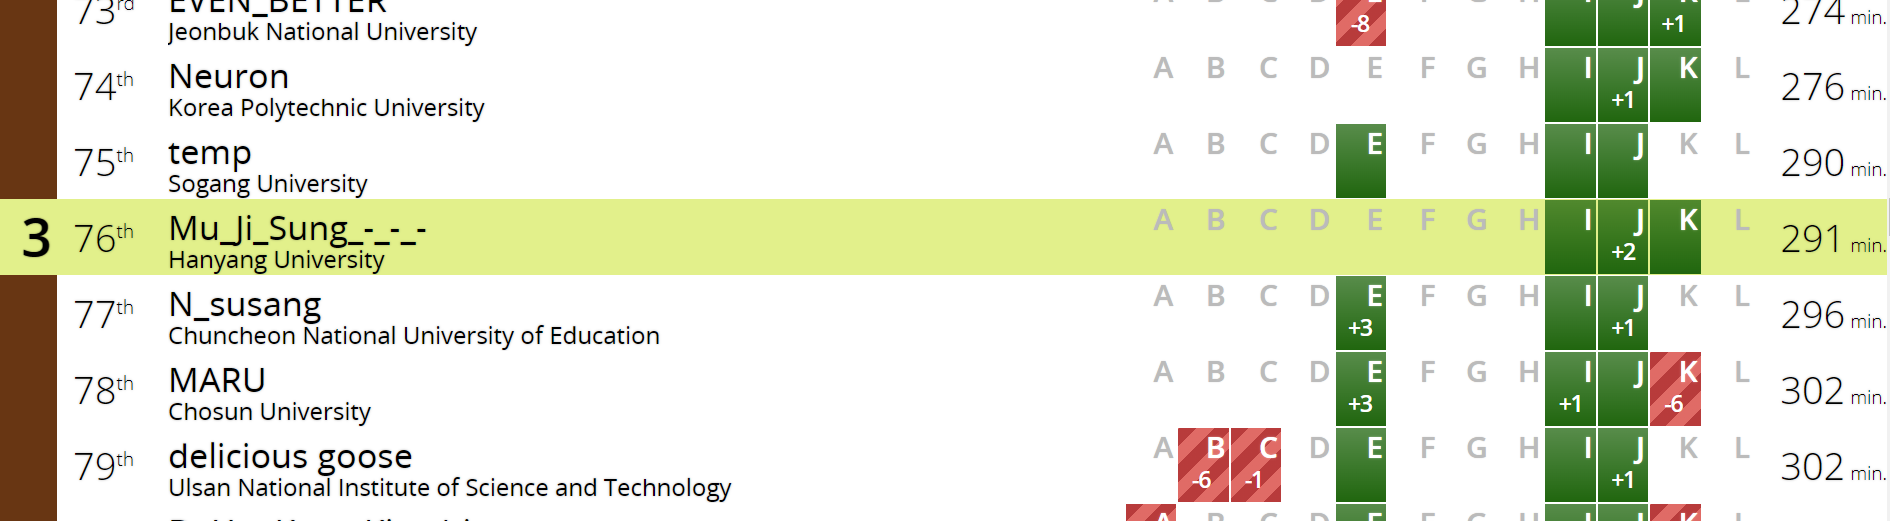 73rd EVEN_BETTER A B C D E F G H I J K L 274 min.
Jeonbuk National University -8 +1
74th Neuron A B C D E F G H I J K L 276 min.
Korea Polytechnic University +1
75th temp A B C D E F G H I J K L 290 min.
Sogang University
3 76th Mu_Ji_Sung_-_-_- A B C D E F G H I J K L 291 min.
Hanyang University +2
77th N_susang A B C D E F G H I J K L 296 min.
Chuncheon National University of Education +3 +1
78th MARU A B C D E F G H I J K L 302 min.
Chosun University +3 +1 -6
79th delicious goose A B C D E F G H I J K L 302 min.
Ulsan National Institute of Science and Technology -6 -1 +1